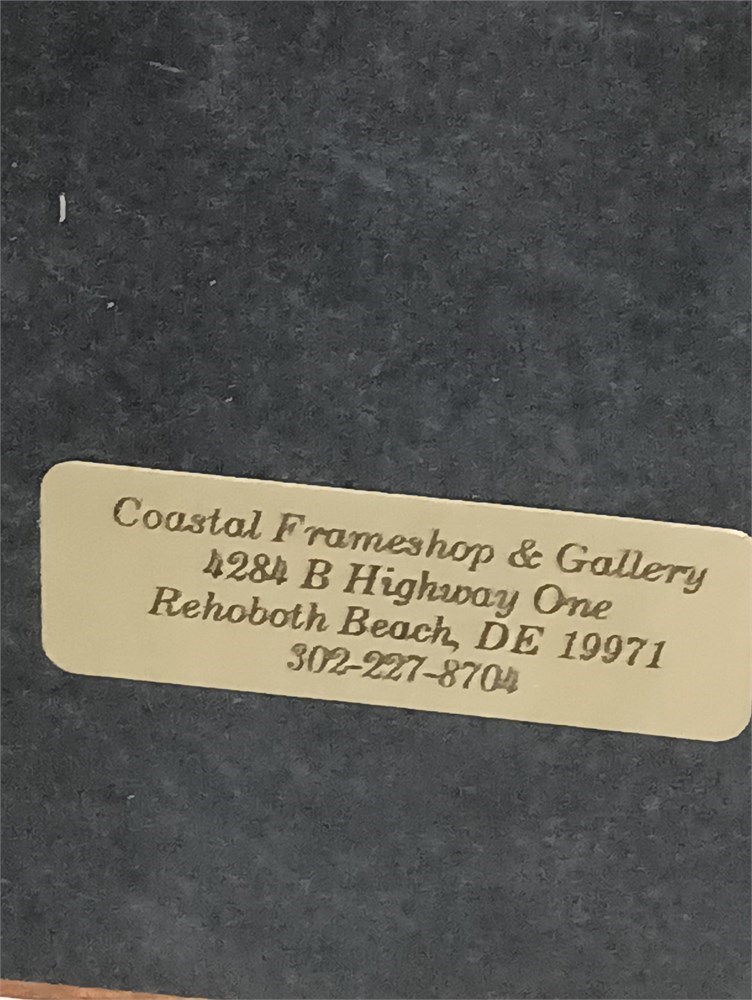 Coastal Frameshop & Gallery
4284 B Highway One
Rehoboth Beach, DE 19971
302-227-8704